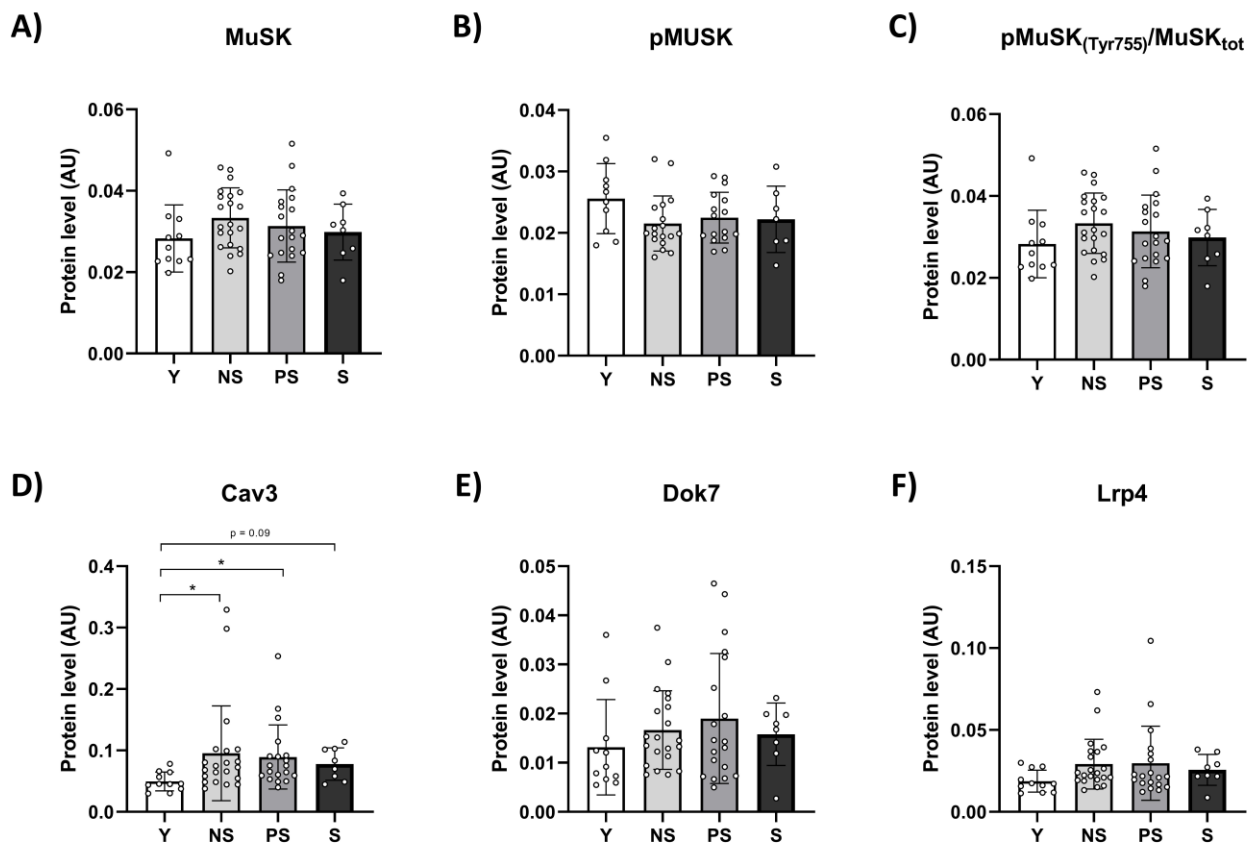 A) MuSK
B) pMUSK
C) pMuSK(Tyr755)/MuSKtot
Protein level (AU)
0.06
0.04
0.02
0.00
Y NS PS S
Protein level (AU)
0.04
0.03
0.02
0.01
0.00
Y NS PS S
Protein level (AU)
0.06
0.04
0.02
0.00
Y NS PS S
D) Cav3
E) Dok7
F) Lrp4
p = 0.09
*
*
Protein level (AU)
0.4
0.3
0.2
0.1
0.0
Y NS PS S
Protein level (AU)
0.05
0.04
0.03
0.02
0.01
0.00
Y NS PS S
Protein level (AU)
0.15
0.10
0.05
0.00
Y NS PS S